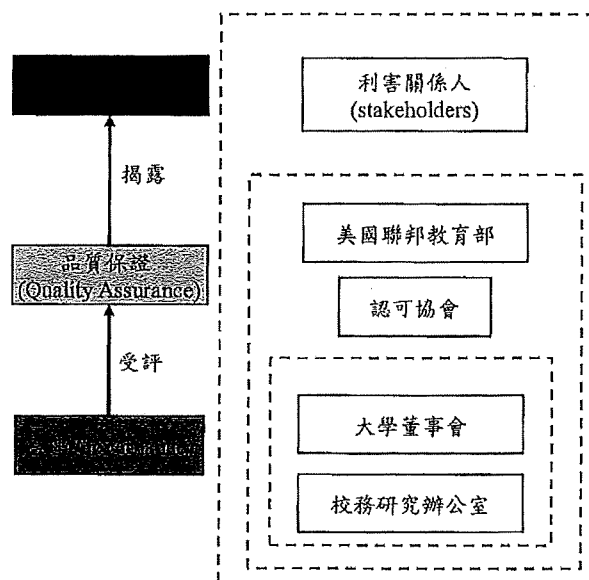 利害關係人
(stakeholders)
揭露
美國聯邦教育部
品質保證
(Quality Assurance)
認可協會
受評
大學董事會
校務研究辦公室